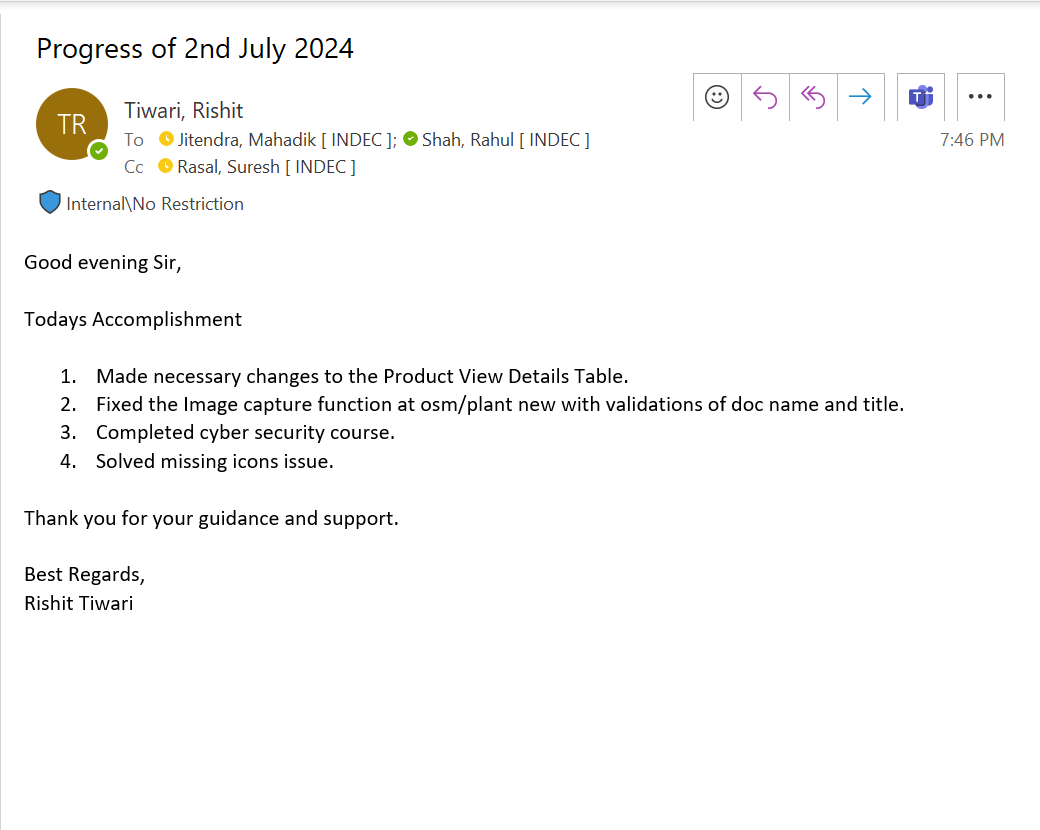 Progress of 2nd July 2024
TR
Tiwari, Rishit
To Jitendra, Mahadik [ INDEC ]; Shah, Rahul [ INDEC ]
7:46 PM
Cc Rasal, Suresh [ INDEC ]
Internal\No Restriction
Good evening Sir,
Todays Accomplishment
1. Made necessary changes to the Product View Details Table.
2. Fixed the Image capture function at osm/plant new with validations of doc name and title.
3. Completed cyber security course.
4. Solved missing icons issue.
Thank you for your guidance and support.
Best Regards,
Rishit Tiwari